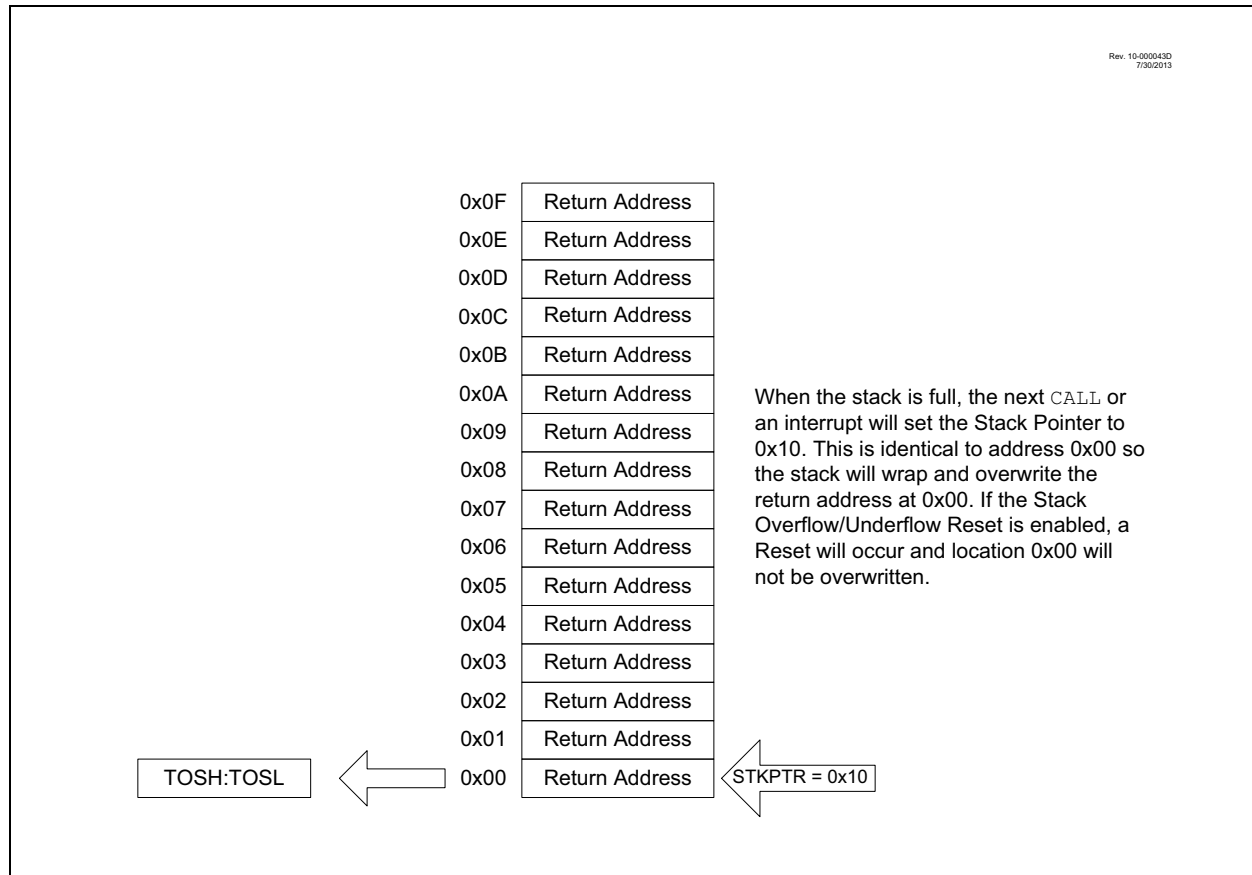 Rev. 10-000043D
7/30/2013
0x0F Return Address
0x0E Return Address
0x0D Return Address
0x0C Return Address
0x0B Return Address
0x0A Return Address
0x09 Return Address
0x08 Return Address
0x07 Return Address
0x06 Return Address
0x05 Return Address
0x04 Return Address
0x03 Return Address
0x02 Return Address
0x01 Return Address
TOSH:TOSL 0x00 Return Address STKPTR = 0x10
When the stack is full, the next CALL or
an interrupt will set the Stack Pointer to
0x10. This is identical to address 0x00 so
the stack will wrap and overwrite the
return address at 0x00. If the Stack
Overflow/Underflow Reset is enabled, a
Reset will occur and location 0x00 will
not be overwritten.